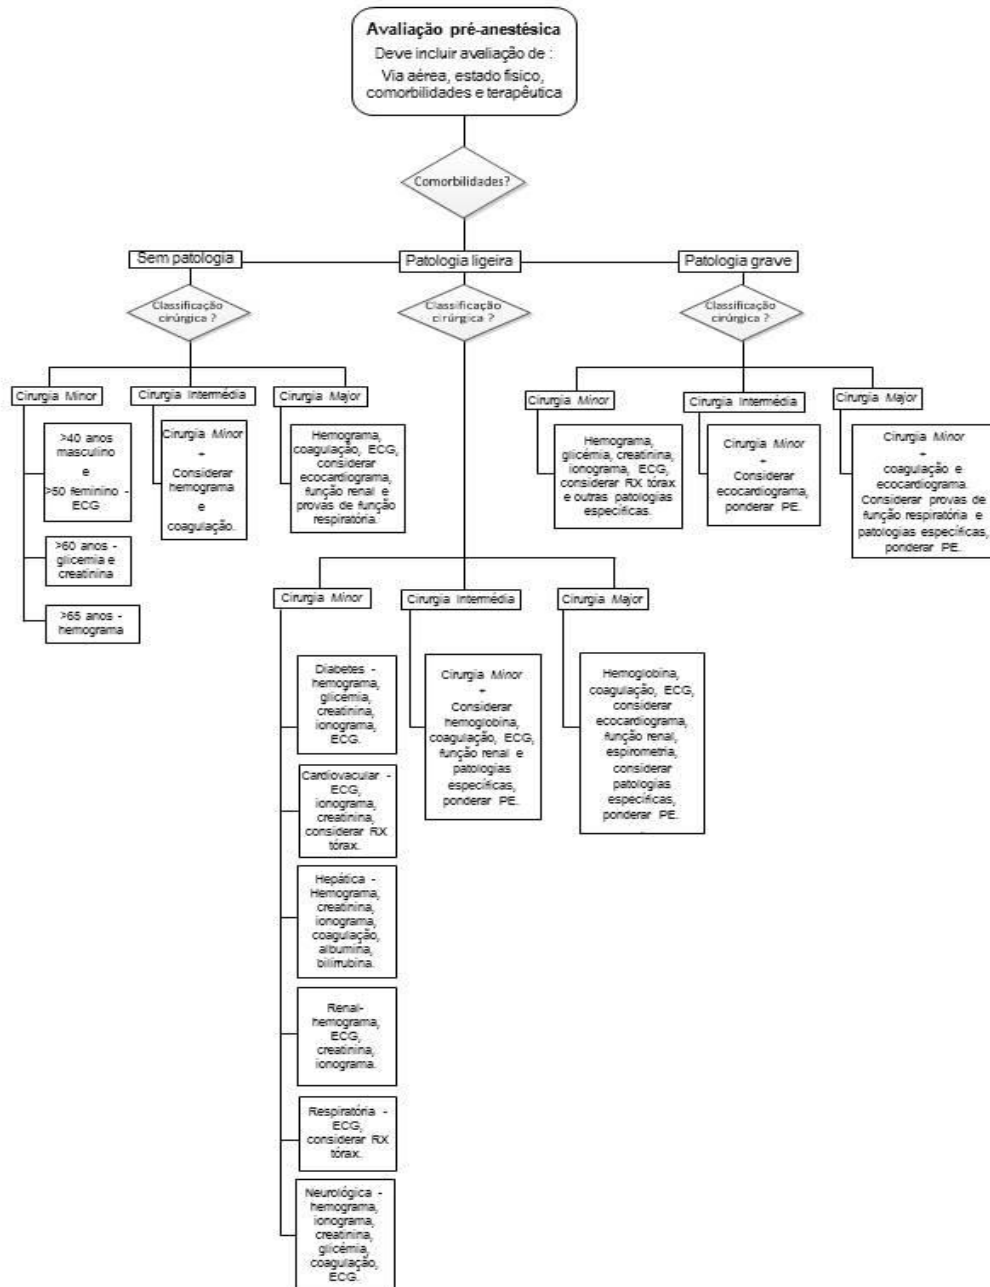 Avaliação pré-anestésica
Deve incluir avaliação de :
Via aérea, estado físico,
comorbilidades e terapêutica
Comorbilidades?
Sem patologia
Patologia ligeira
Patologia grave
Classificação
cirúrgica ?
Classificação
cirúrgica ?
Classificação
cirúrgica ?
Cirurgia Minor
>40 anos
masculino
e
>50 feminino -
ECG
>60 anos -
glicemia e
creatinina
>65 anos -
hemograma
Cirurgia Intermédia
Cirurgia Minor
+
Considerar
hemograma
e
coagulação.
Cirurgia Major
Hemograma,
coagulação, ECG,
considerar
ecocardiograma,
função renal e
provas de função
respiratória.
Cirurgia Minor
Diabetes -
hemograma,
glicémia,
creatinina,
ionograma,
ECG.
Cardiovacular -
ECG,
ionograma,
creatinina,
considerar RX
tórax.
Hepática -
Hemograma,
creatinina,
ionograma,
coagulação,
albumina,
bilirrubina.
Renal-
hemograma,
ECG,
creatinina,
ionograma.
Respiratória -
ECG,
considerar RX
tórax.
Neurológica -
hemograma,
ionograma,
creatinina,
glicémia,
coagulação,
ECG.
Cirurgia Intermédia
Cirurgia Minor
+
Considerar
hemoglobina,
coagulação, ECG,
função renal e
patologias
específicas,
ponderar PE.
Cirurgia Major
Hemoglobina,
coagulação, ECG,
considerar
ecocardiograma,
função renal,
espirometria,
considerar
patologias
específicas,
ponderar PE.
Cirurgia Minor
Hemograma,
glicémia, creatinina,
ionograma, ECG,
considerar RX tórax
e outras patologias
específicas.
Cirurgia Intermédia
Cirurgia Minor
+
Considerar
ecocardiograma,
ponderar PE.
Cirurgia Major
Cirurgia Minor
+
coagulação e
ecocardiograma.
Considerar provas de
função respiratória e
patologias específicas,
ponderar PE.